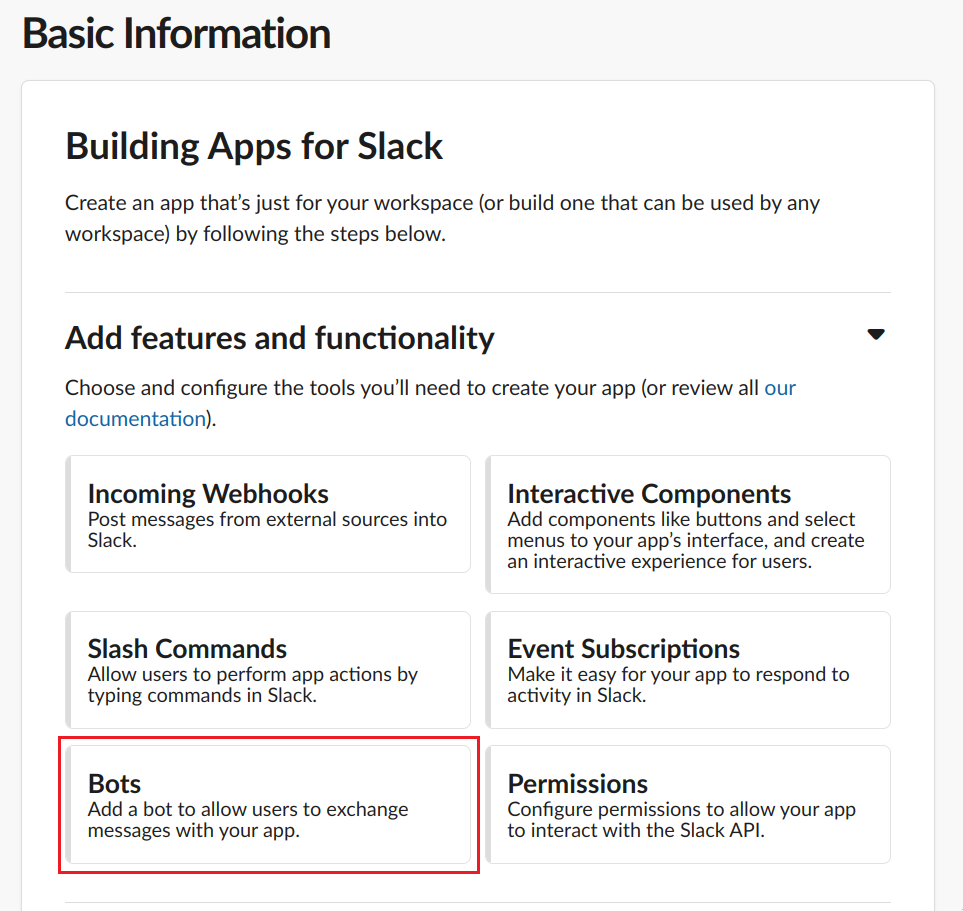 Basic Information
Building Apps for Slack
Create an app that’s just for your workspace (or build one that can be used by any
workspace) by following the steps below.
Add features and functionality
Choose and configure the tools you’ll need to create your app (or review all our
documentation).
Incoming Webhooks
Post messages from external sources into
Slack.
Interactive Components
Add components like buttons and select
menus to your app’s interface, and create
an interactive experience for users.
Slash Commands
Allow users to perform app actions by
typing commands in Slack.
Event Subscriptions
Make it easy for your app to respond to
activity in Slack.
Bots
Add a bot to allow users to exchange
messages with your app.
Permissions
Configure permissions to allow your app
to interact with the Slack API.